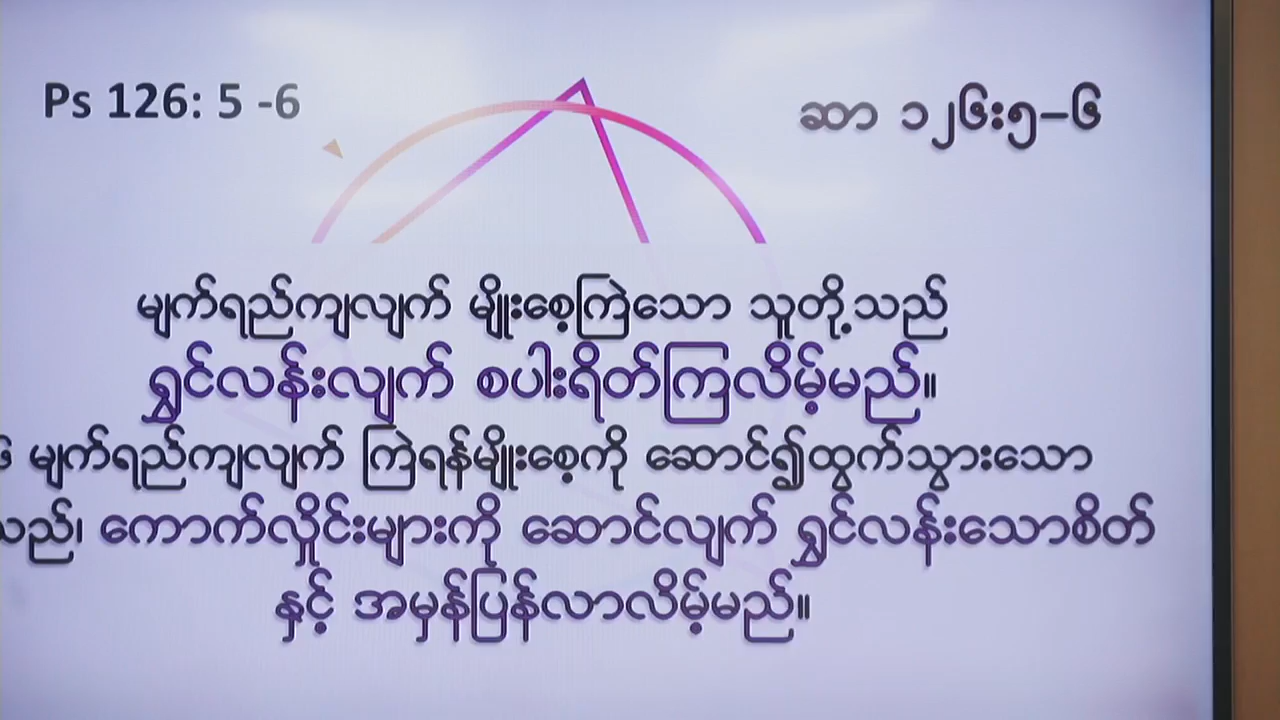 Ps 126: 5 -6
ဆာ ၁၂၆း၅–၆
မျက်ရည်ကျလျက် မျိုးစေ့ကြဲသော သူတို့သည်
ရွှင်လန်းလျက် စပါးရိတ်ကြလိမ့်မည်။
မျက်ရည်ကျလျက် ကြဲရန်မျိုးစေ့ကို ဆောင်၍ထွက်သွားသော
ကောက်လှိုင်းများကို ဆောင်လျက် ရွှင်လန်းသောစိတ်
နှင့် အမှန်ပြန်လာလိမ့်မည်။